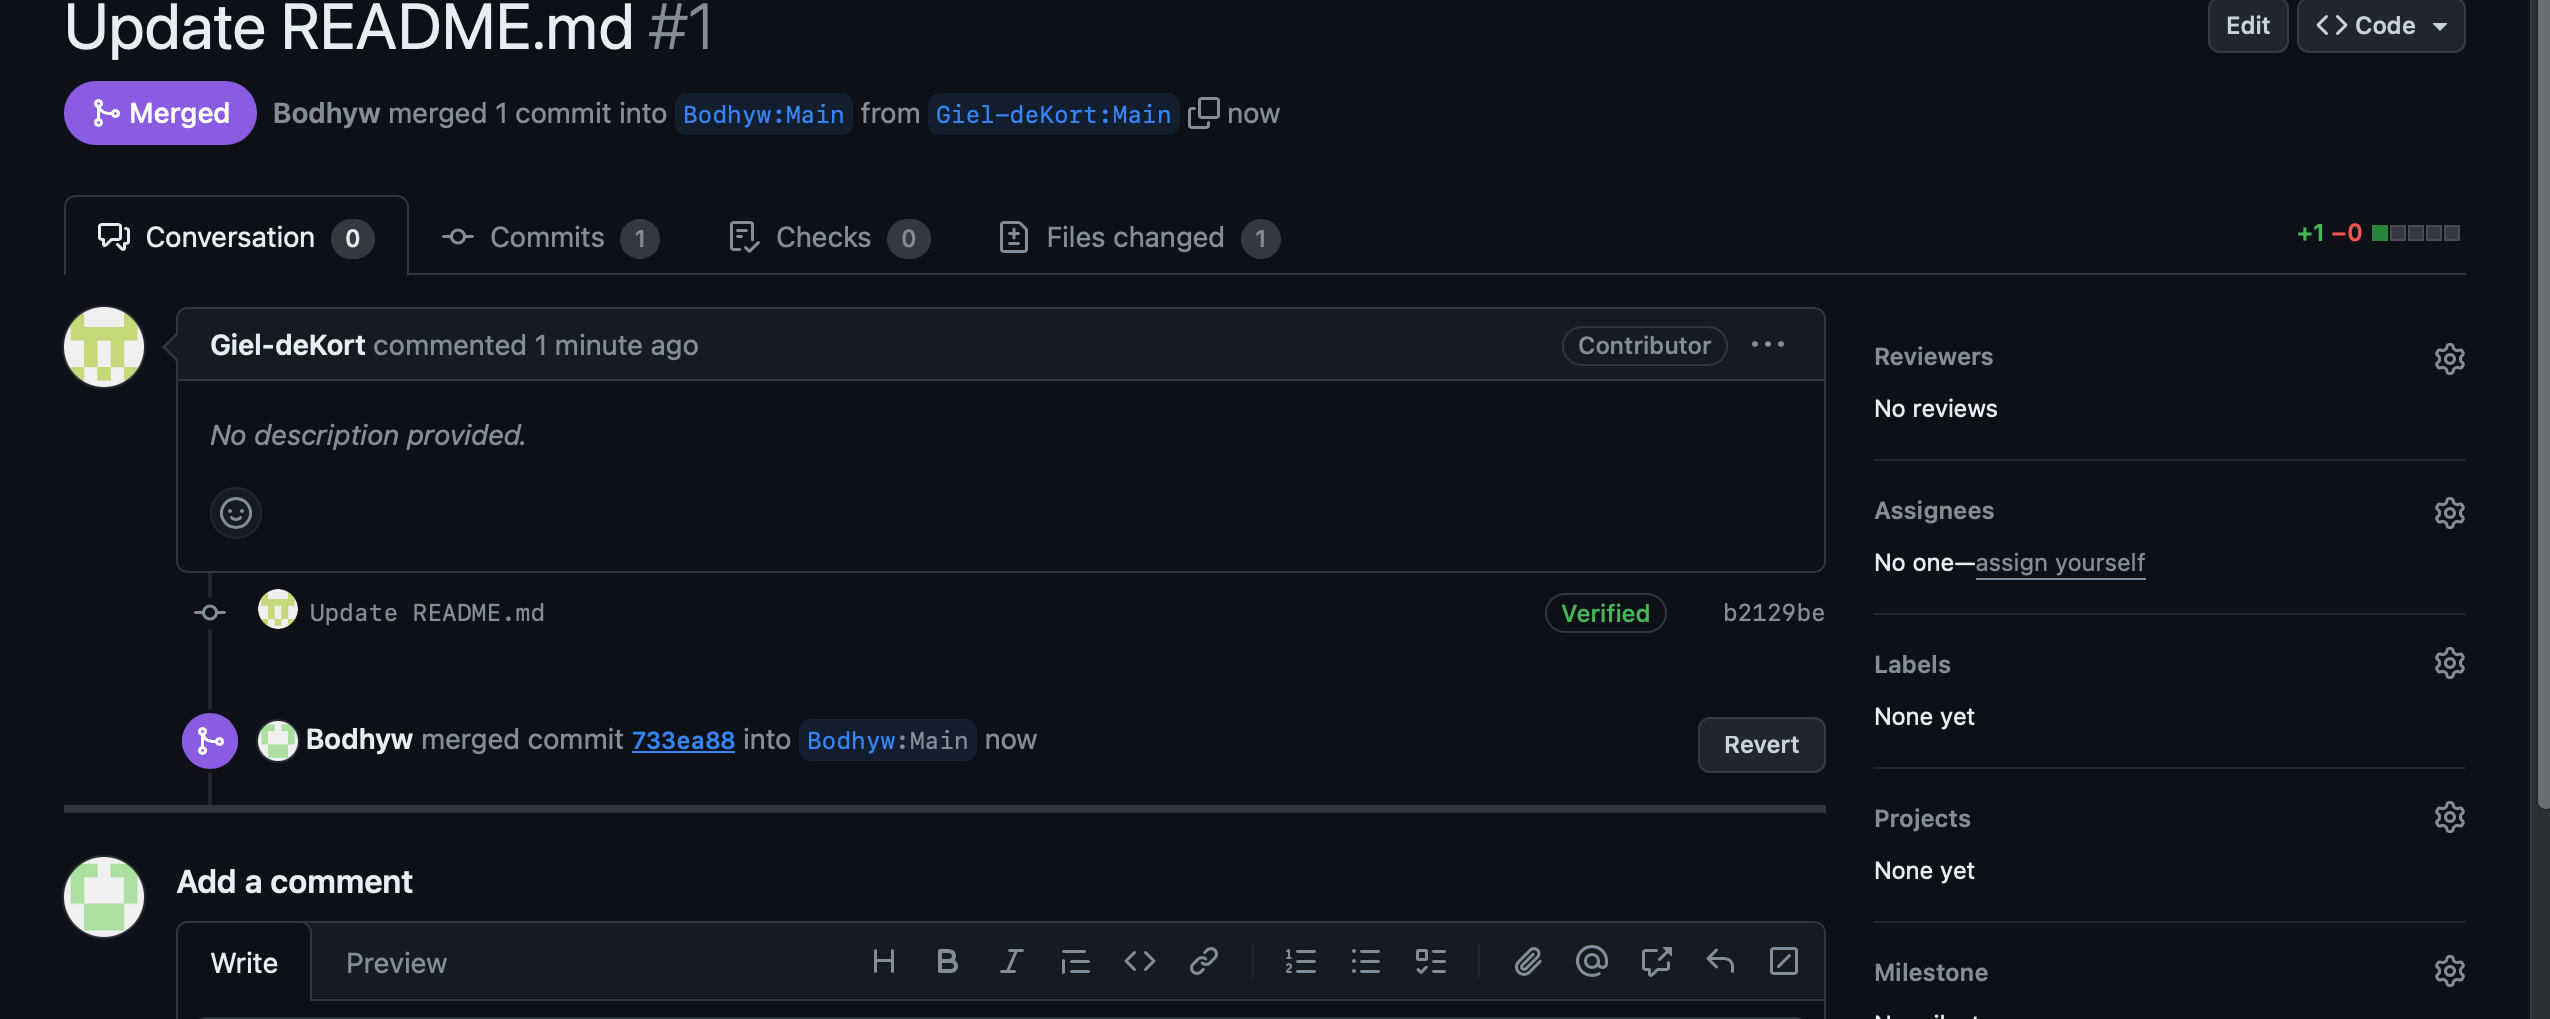 Update README.md #1
Edit
Code
Merged
Bodhyw merged 1 commit into Bodhyw:Main from Giel-deKort:Main now
Conversation 0
Commits 1
Checks 0
Files changed 1
+1 −0
Giel-deKort commented 1 minute ago
Contributor
No description provided.
Update README.md
Verified
b2129be
Bodhyw merged commit 733ea88 into Bodhyw:Main now
Revert
Add a comment
Write
Preview
Reviewers
No reviews
Assignees
No one—assign yourself
Labels
None yet
Projects
None yet
Milestone